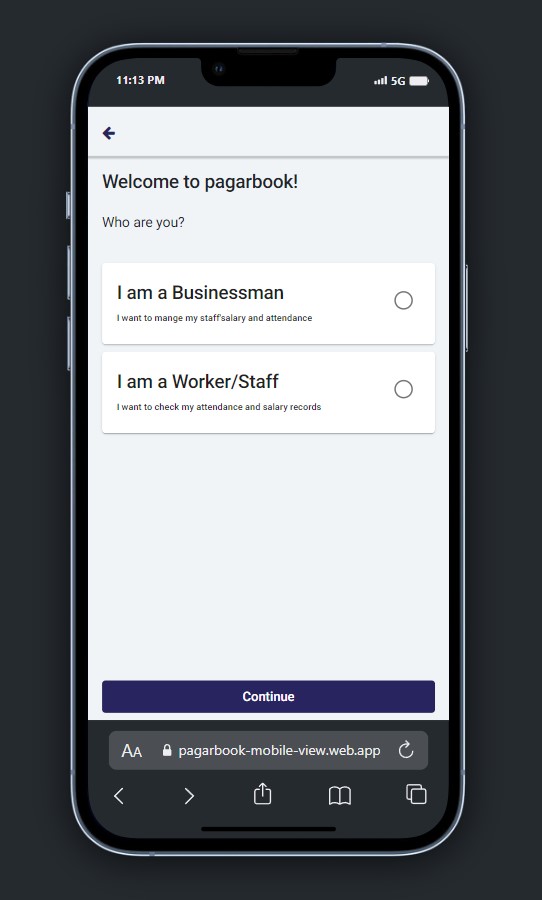 11:13 PM 5G
Welcome to pagarbook!
Who are you?
I am a Businessman
I want to mange my staff'salary and attendance
I am a Worker/Staff
I want to check my attendance and salary records
Continue
AA pagarbook-mobile-view.web.app